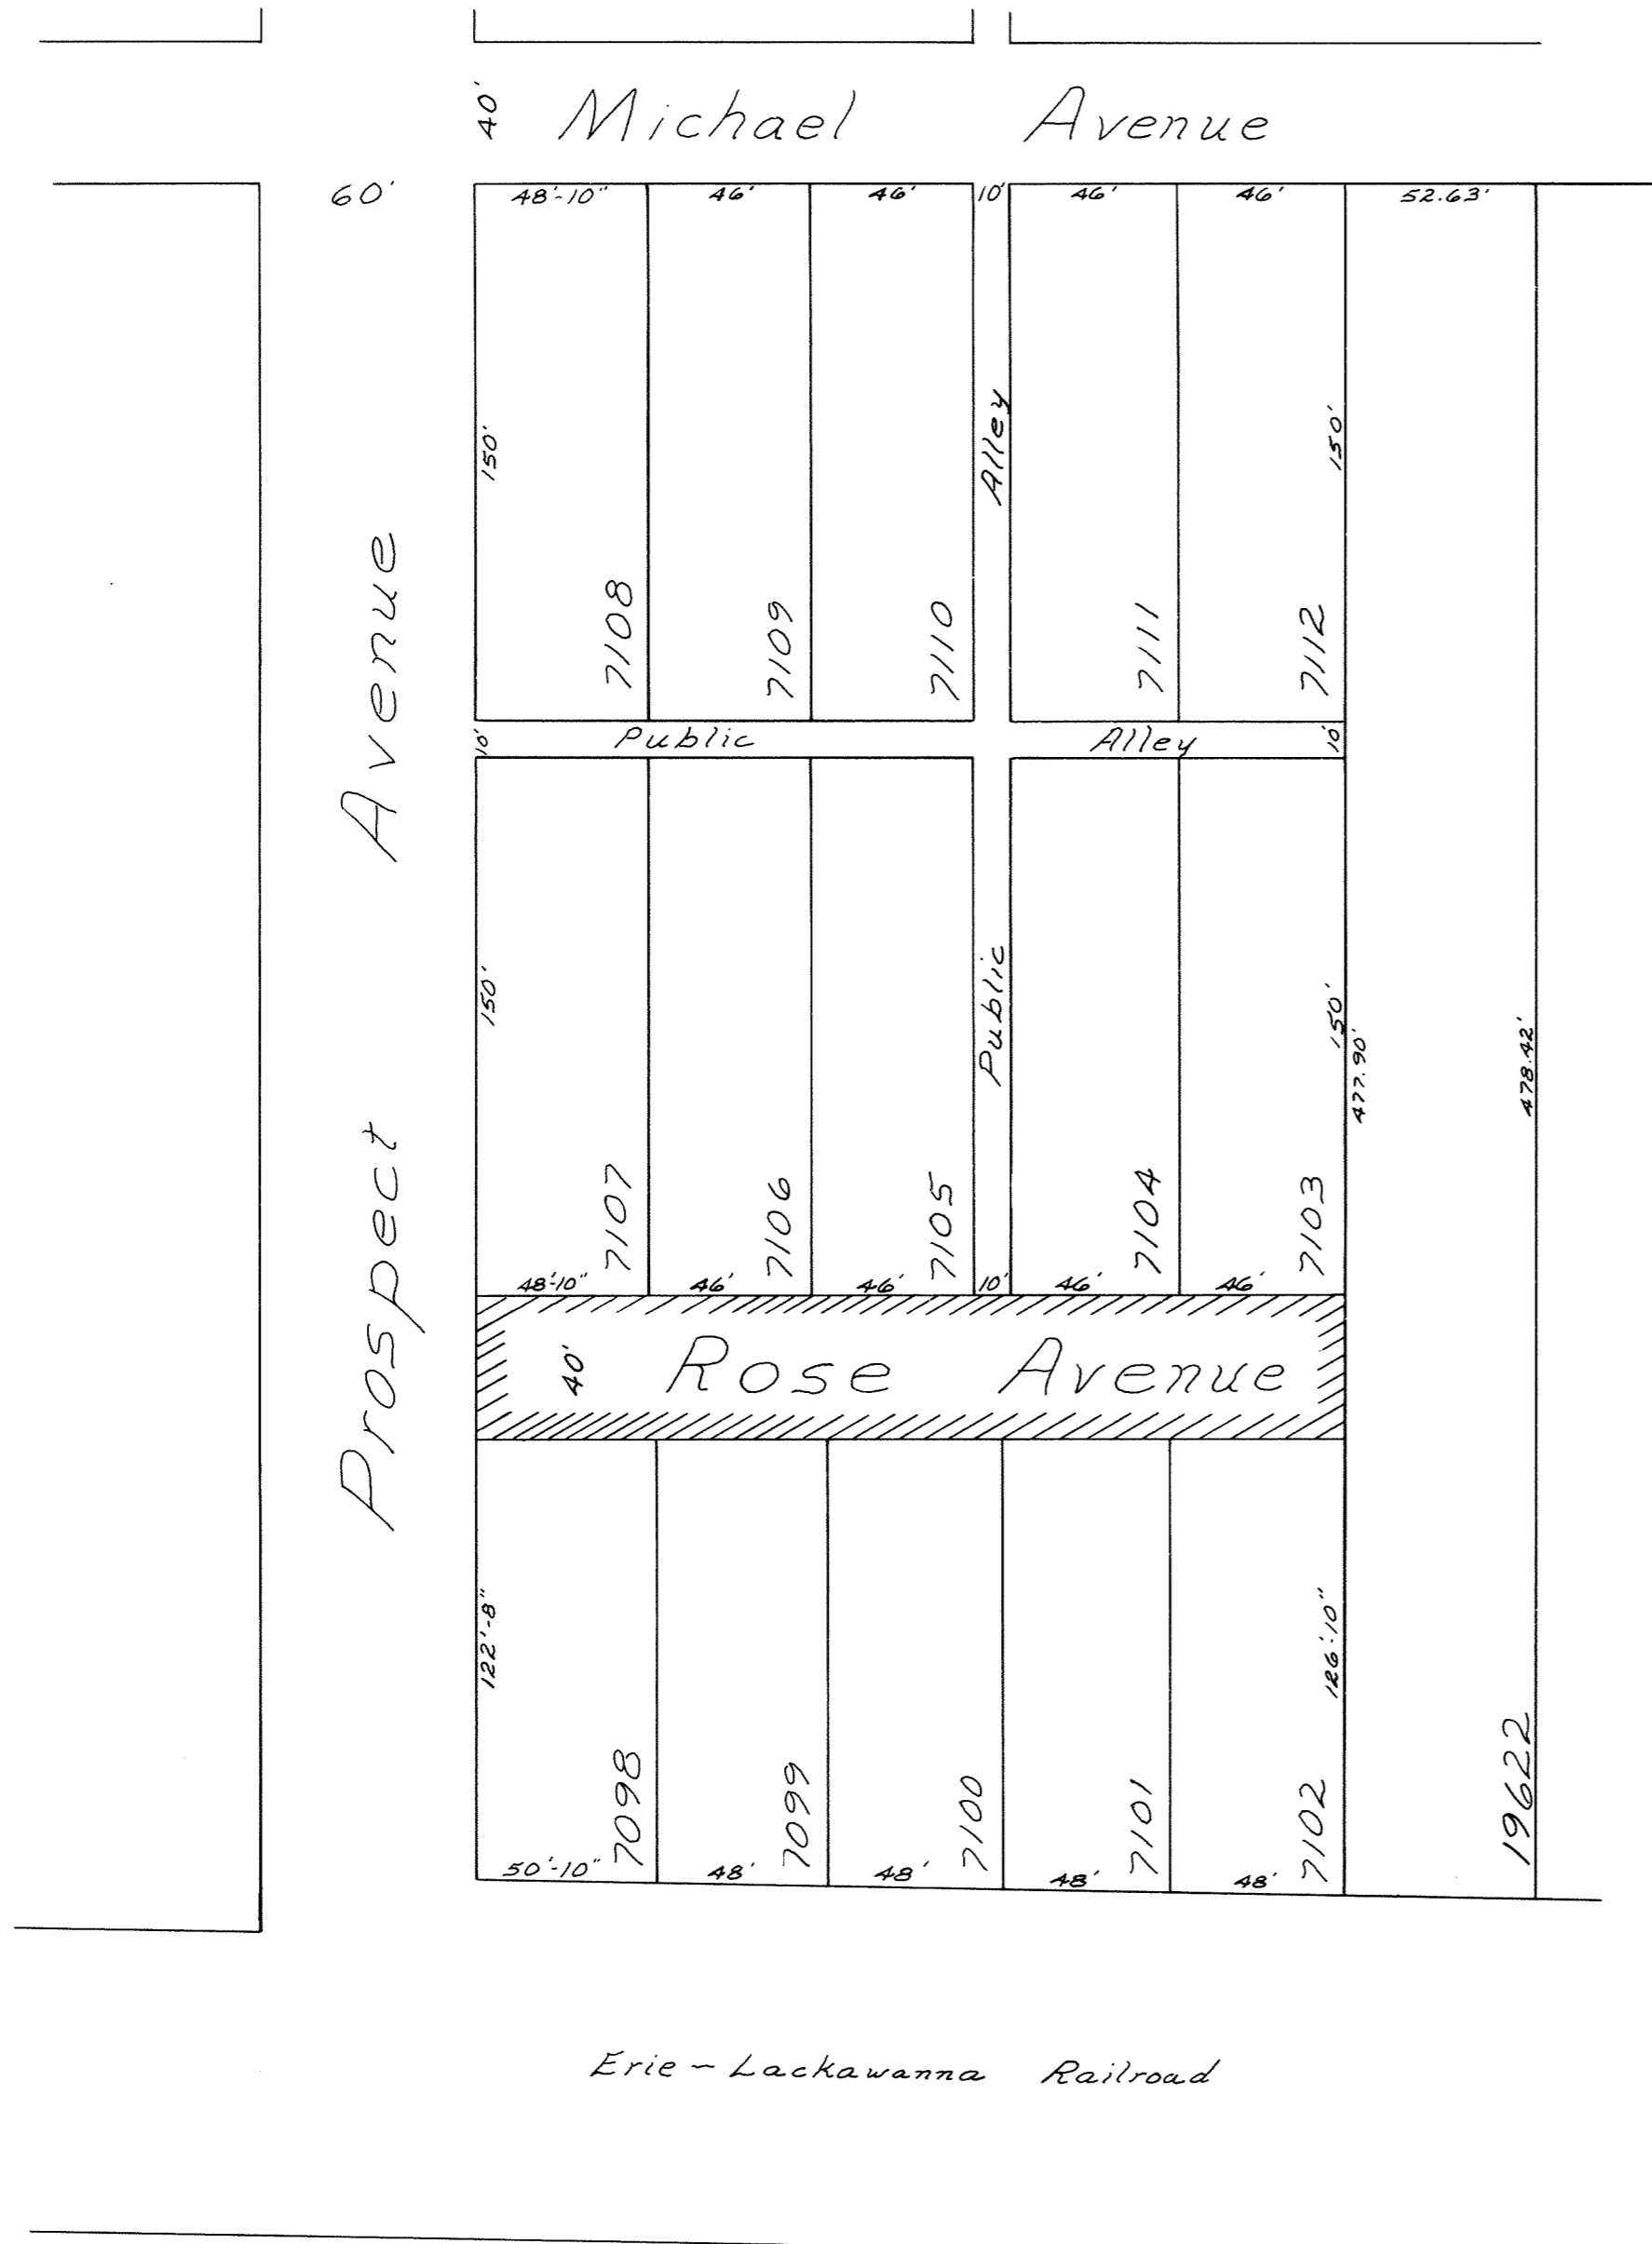 40'
Michael Avenue
60'
48'-10" 46' 46' 10' 46' 46' 52.63'
150'
Alley
150'
7108 7109 7110 7111 7112
10' Public Alley 10'
Prospect Avenue
150'
Public
150'
477.90'
478.42'
7107 7106 7105 7104 7103
48'-10" 46' 46' 10' 46' 46'
40' Rose Avenue
122'-8"
126'-10"
7098 7099 7100 7101 7102 19622
50'-10" 48' 48' 48' 48'
Erie - Lackawanna Railroad